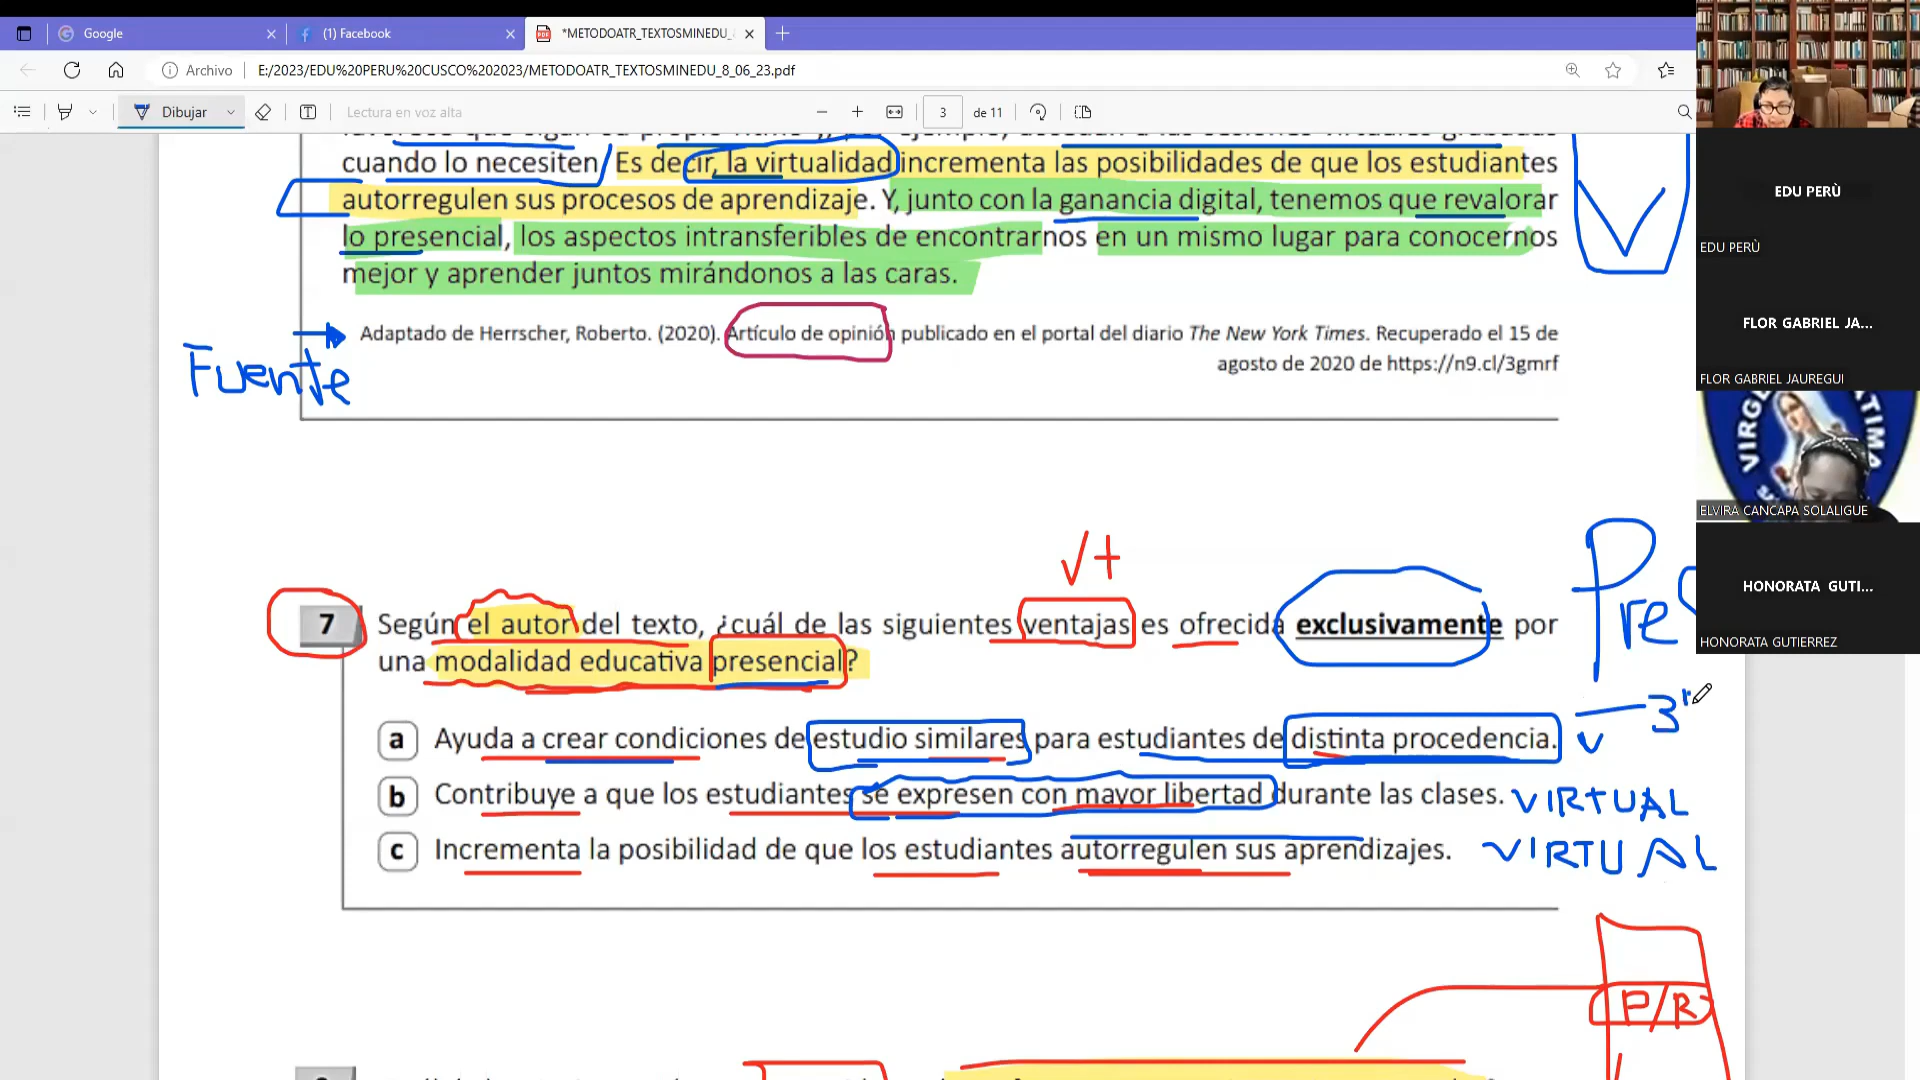 Google
(1) Facebook
*METODOATR_TEXTOSMINEDU_
Archivo
E:/2023/EDU%20PERU%20CUSCO%202023/METODOATR_TEXTOSMINEDU_8_06_23.pdf
Dibujar
Lectura en voz alta
3
de 11
cuando lo necesiten. Es decir, la virtualidad incrementa las posibilidades de que los estudiantes
autorregulen sus procesos de aprendizaje. Y, junto con la ganancia digital, tenemos que revalorar
lo presencial, los aspectos intransferibles de encontrarnos en un mismo lugar para conocernos
mejor y aprender juntos mirándonos a las caras.
Adaptado de Herrscher, Roberto. (2020). Artículo de opinión publicado en el portal del diario The New York Times. Recuperado el 15 de
agosto de 2020 de https://n9.cl/3gmrf
Fuente
V
V+
7 Según el autor del texto, ¿cuál de las siguientes ventajas es ofrecida exclusivamente por
una modalidad educativa presencial?
Pre
a Ayuda a crear condiciones de estudio similares para estudiantes de distinta procedencia.
V
3
b Contribuye a que los estudiantes se expresen con mayor libertad durante las clases. VIRTUAL
c Incrementa la posibilidad de que los estudiantes autorregulen sus aprendizajes. VIRTUAL
P/R
EDU PERÙ
EDU PERÙ
FLOR GABRIEL JA...
FLOR GABRIEL JAUREGUI
ELVIRA CANCAPA SOLALIGUE
HONORATA GUTI...
HONORATA GUTIERREZ